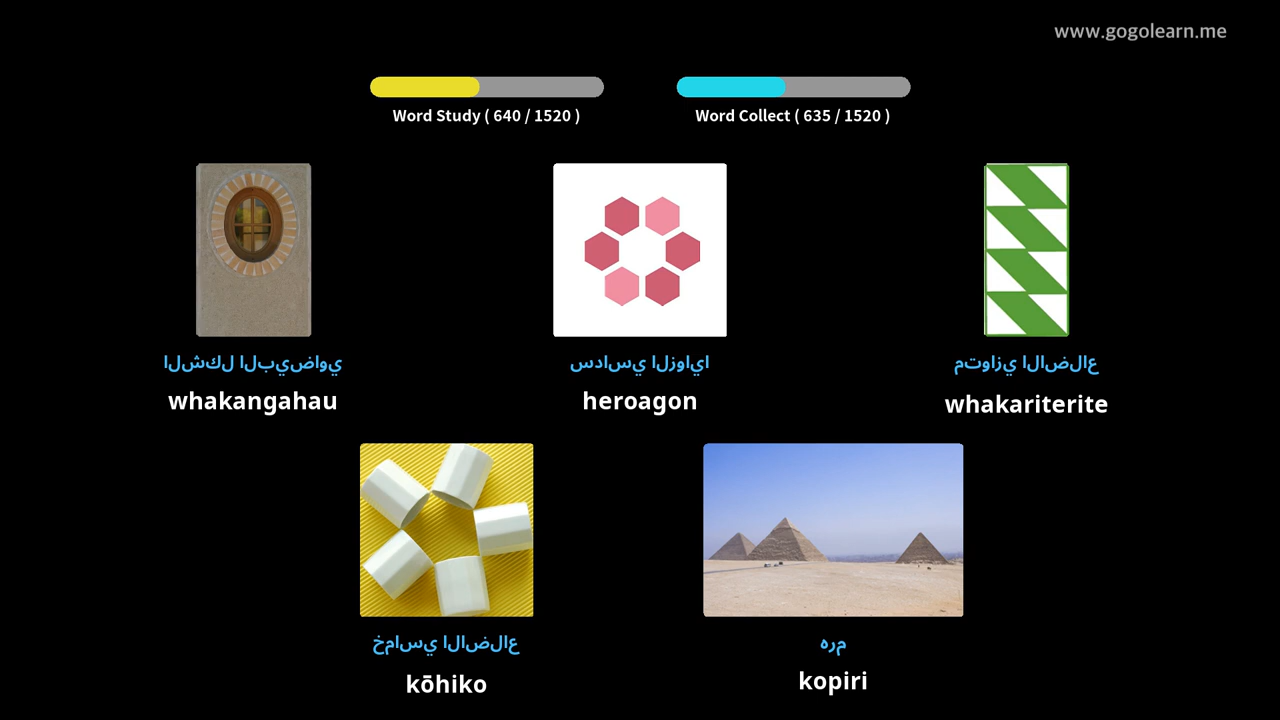 www.gogolearn.me
Word Study ( 640 / 1520 )
Word Collect ( 635 / 1520 )
الشكل البيضاوي
سداسي الزوايا
متوازي الاضلاع
whakangahau
heroagon
whakariterite
خماسي الاضلاع
هرم
kōhiko
kopiri